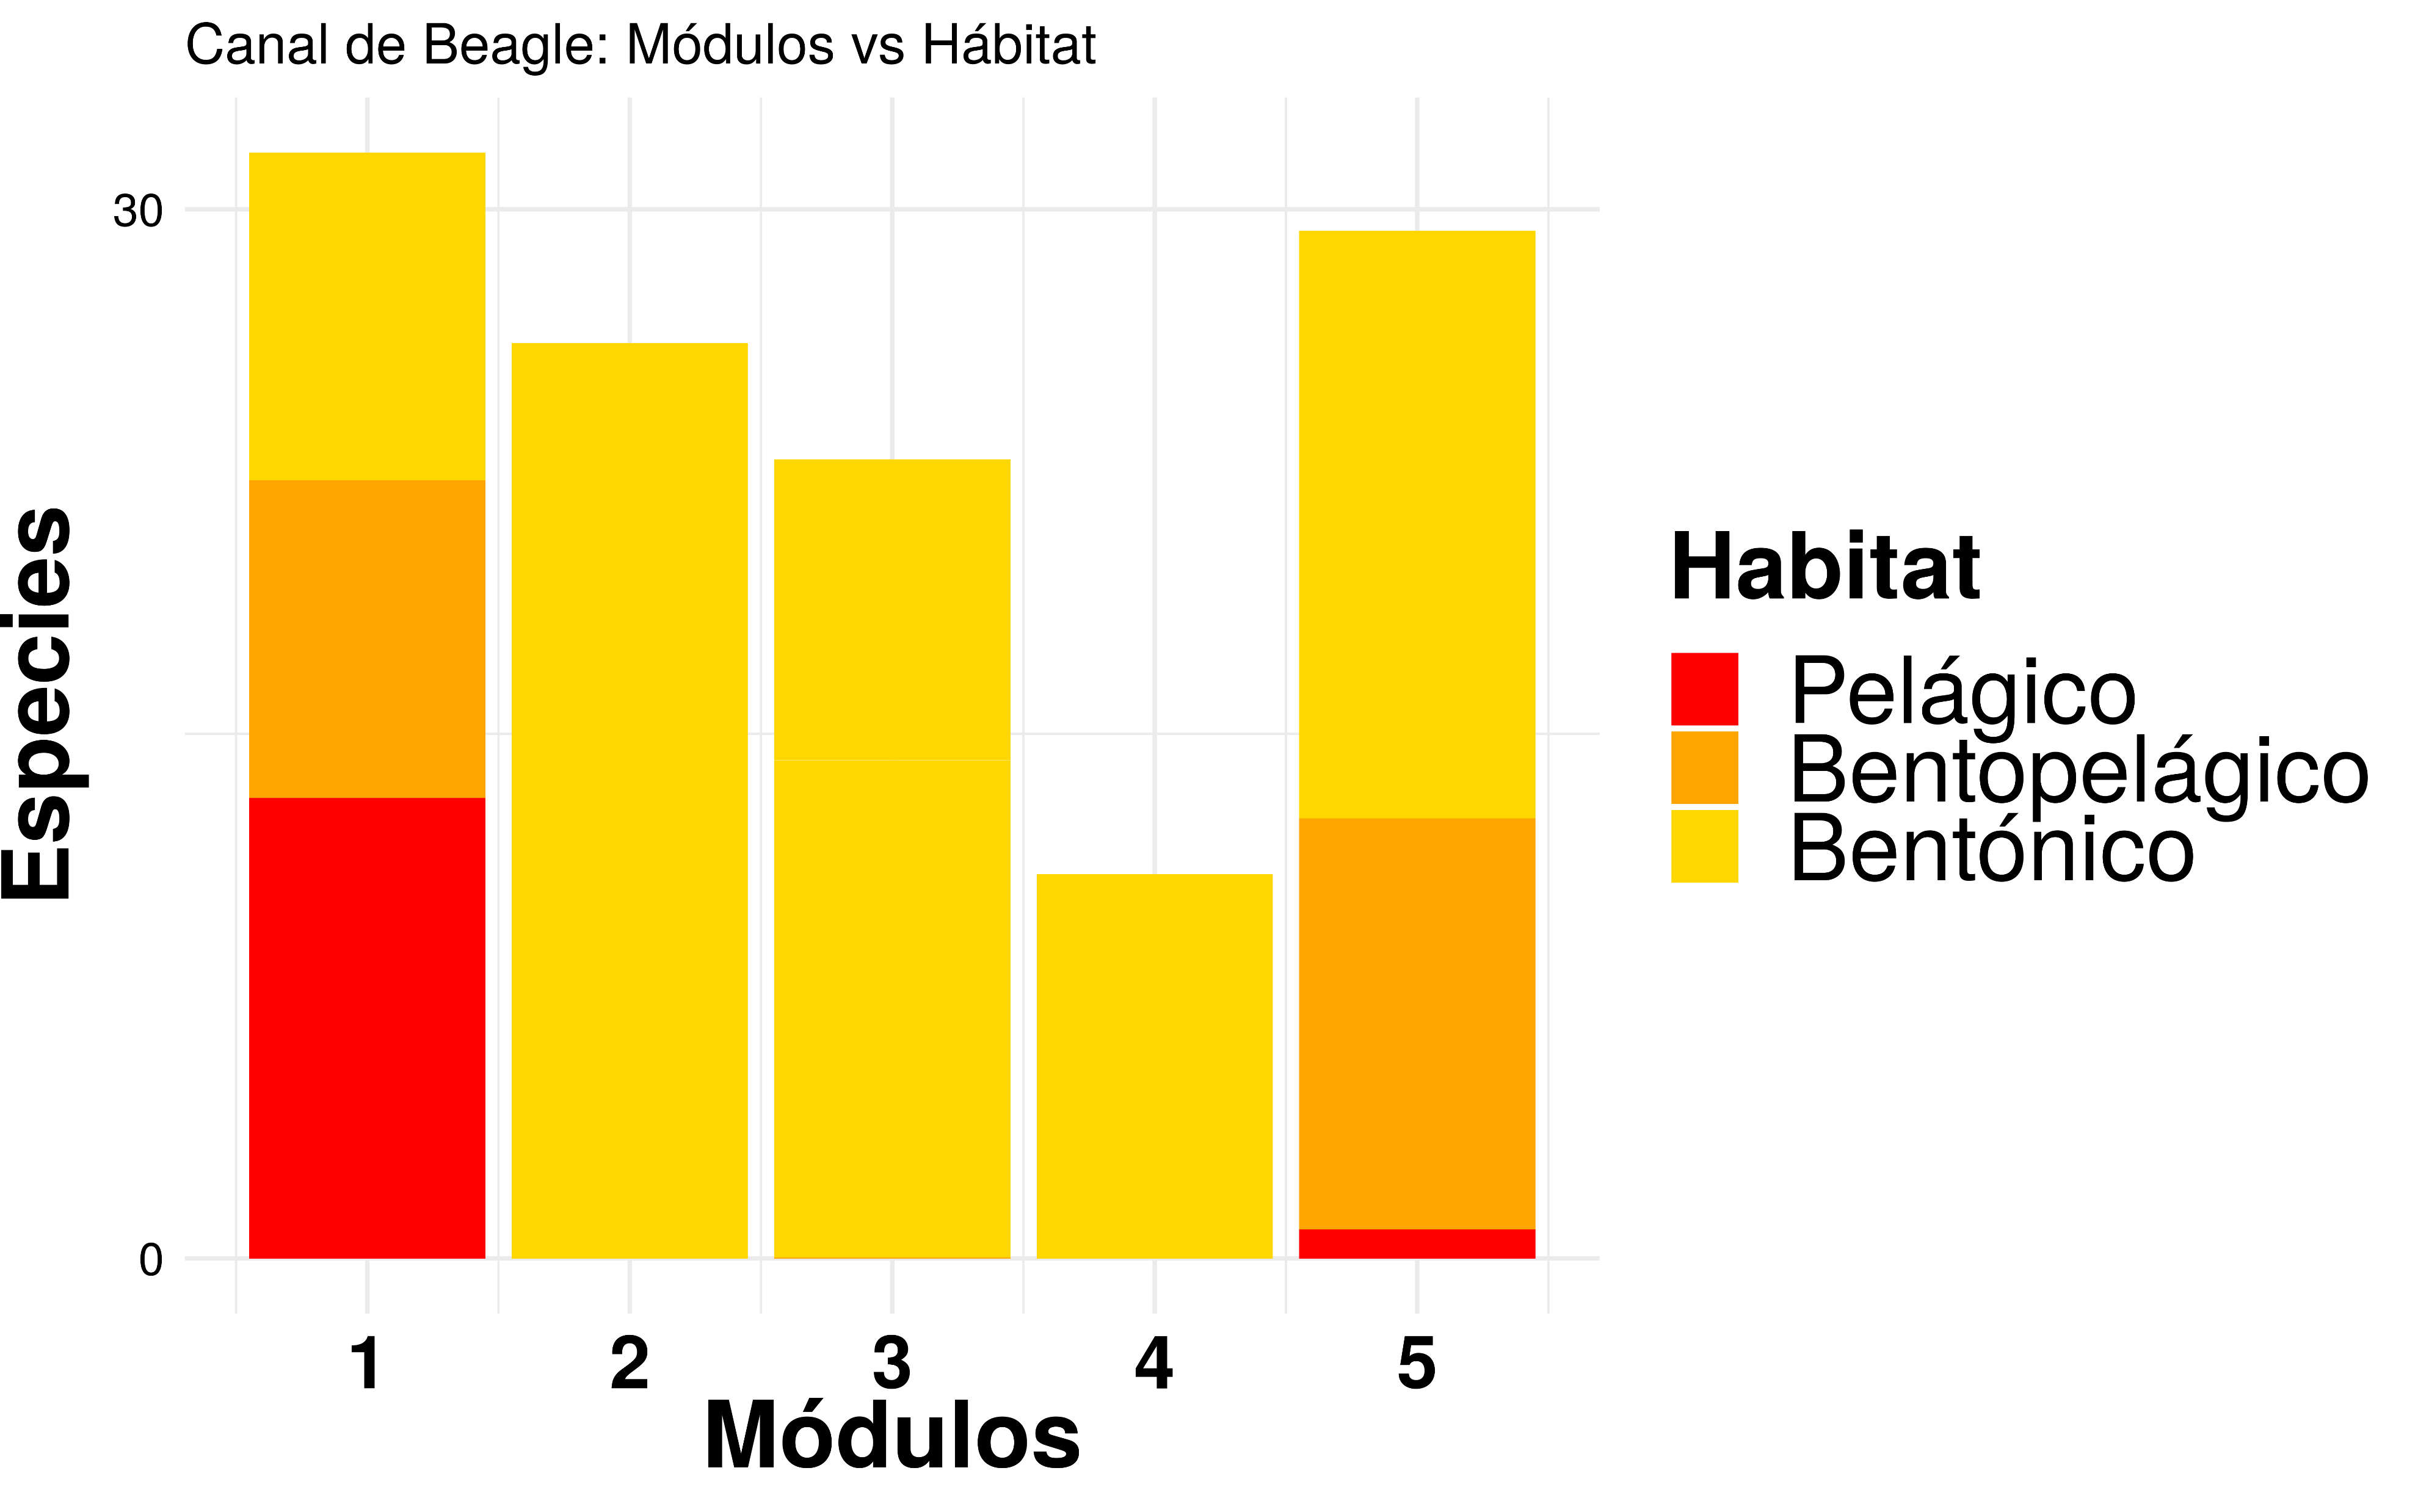 Canal de Beagle: Módulos vs Hábitat
30
0
Especies
1 2 3 4 5
Módulos
Habitat
Pelágico
Bentopelágico
Bentónico